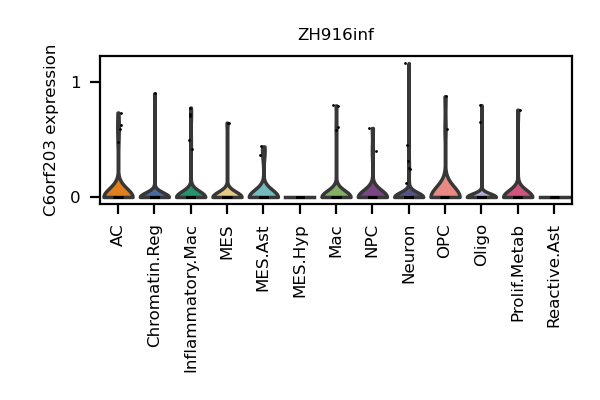 ZH916inf
C6orf203 expression
1
0
AC
Chromatin.Reg
Inflammatory.Mac
MES
MES.Ast
MES.Hyp
Mac
NPC
Neuron
OPC
Oligo
Prolif.Metab
Reactive.Ast